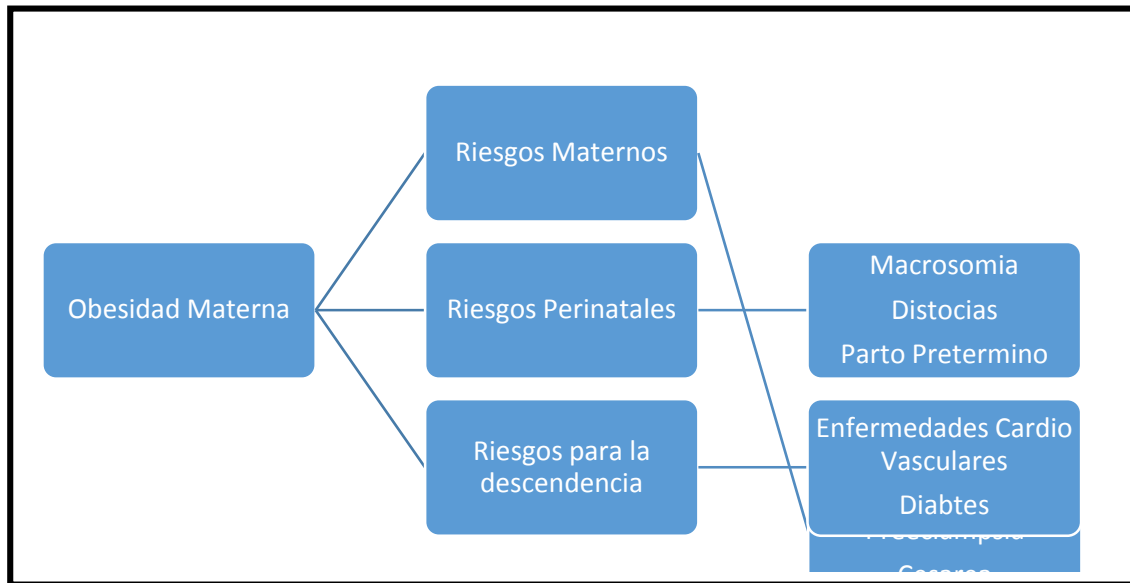 Riesgos Maternos
Obesidad Materna
Riesgos Perinatales
Riesgos para la
descendencia
Macrosomia
Distocias
Parto Pretermino
Enfermedades Cardio
Vasculares
Diabtes